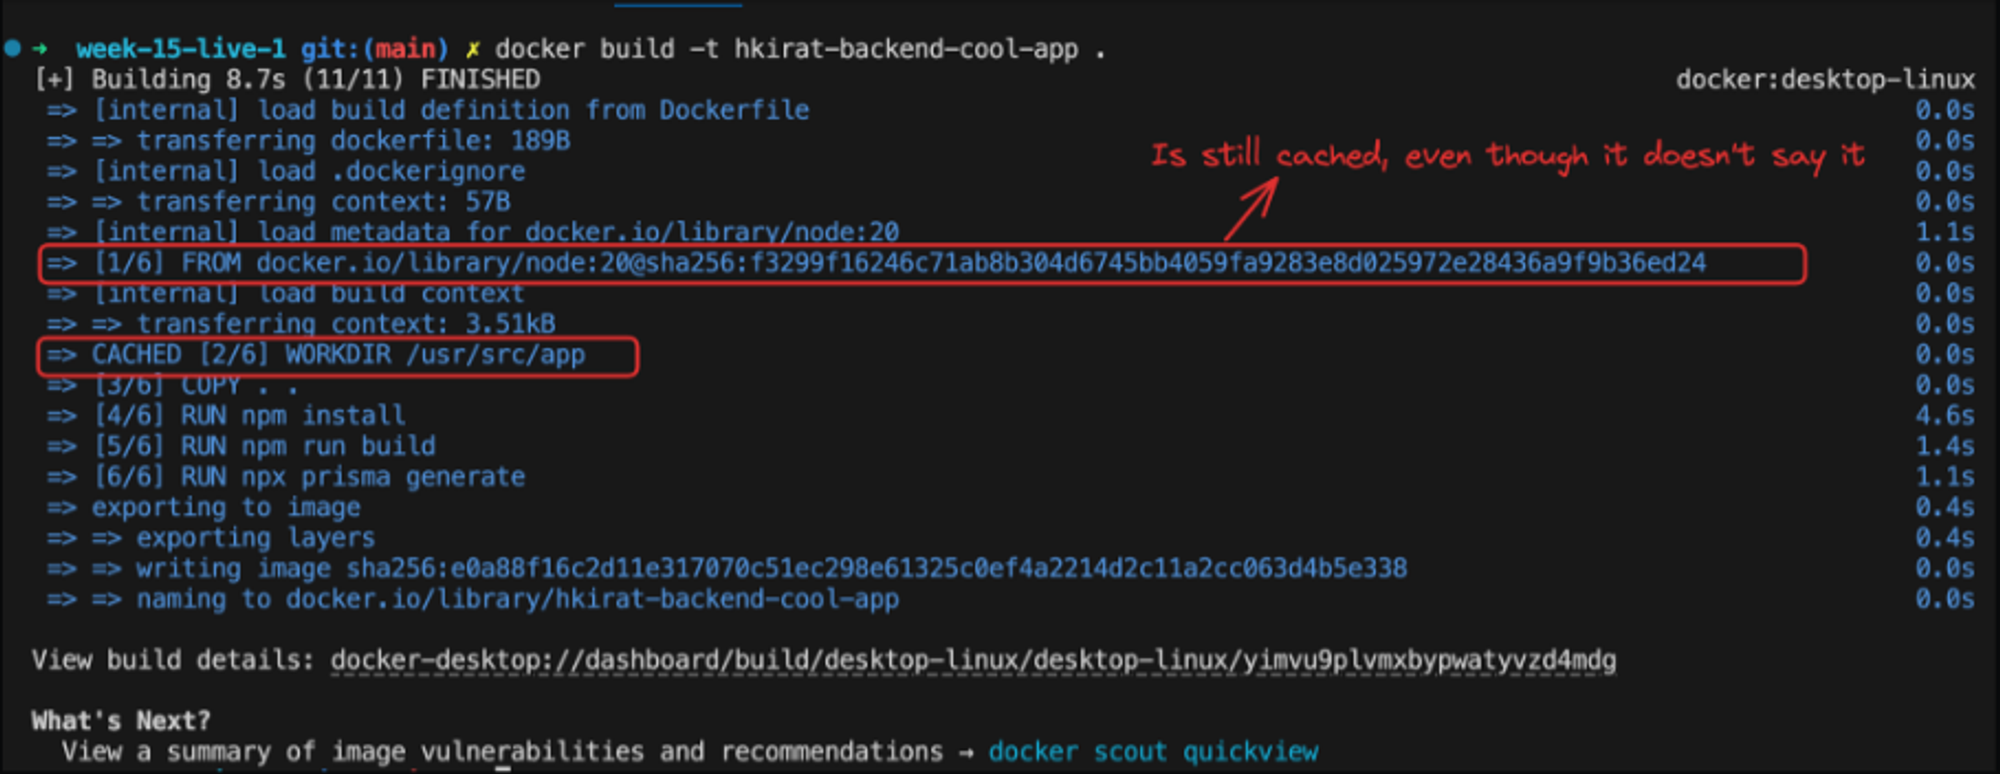 ➜ week-15-live-1 git:(main) ✗ docker build -t hkirat-backend-cool-app .
[+] Building 8.7s (11/11) FINISHED docker:desktop-linux
=> [internal] load build definition from Dockerfile 0.0s
=> => transferring dockerfile: 189B 0.0s
Is still cached, even though it doesn't say it
=> [internal] load .dockerignore 0.0s
=> => transferring context: 57B 0.0s
=> [internal] load metadata for docker.io/library/node:20 1.1s
=> [1/6] FROM docker.io/library/node:20@sha256:f3299f16246c71ab8b304d6745bb4059fa9283e8d025972e28436a9f9b36ed24 0.0s
=> [internal] load build context 0.0s
=> => transferring context: 3.51kB 0.0s
=> CACHED [2/6] WORKDIR /usr/src/app 0.0s
=> [3/6] COPY . . 0.0s
=> [4/6] RUN npm install 4.6s
=> [5/6] RUN npm run build 1.4s
=> [6/6] RUN npx prisma generate 1.1s
=> exporting to image 0.4s
=> => exporting layers 0.4s
=> => writing image sha256:e0a88f16c2d11e317070c51ec298e61325c0ef4a2214d2c11a2cc063d4b5e338 0.0s
=> => naming to docker.io/library/hkirat-backend-cool-app 0.0s
View build details: docker-desktop://dashboard/build/desktop-linux/desktop-linux/yimvu9plvmxbypwatyvzd4mdg
What's Next?
View a summary of image vulnerabilities and recommendations → docker scout quickview